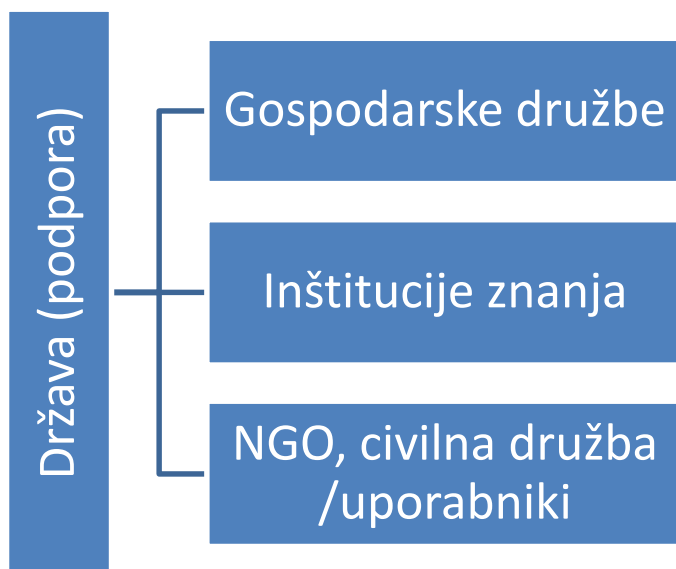 Država (podpora)
Gospodarske družbe
Inštitucije znanja
NGO, civilna družba
/uporabniki